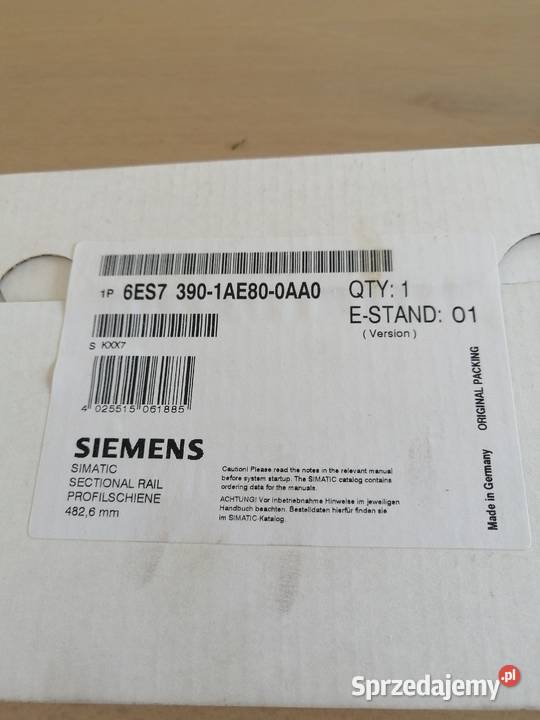 1P 6ES7 390-1AE80-0AA0
QTY: 1
E-STAND: 01
(Version)
S KXX7
4 025515 061885
SIEMENS
SIMATIC
SECTIONAL RAIL
PROFILSCHIENE
482,6 mm
Caution! Please read the notes in the relevant manual
before system startup. The SIMATIC catalog contains
ordering data for the manuals.
ACHTUNG! Vor Inbetriebnahme Hinweise im jeweiligen
Handbuch beachten. Bestelldaten hierfür finden sie
im SIMATIC-Katalog.
Made in Germany
ORIGINAL PACKING
Sprzedajemy.pl